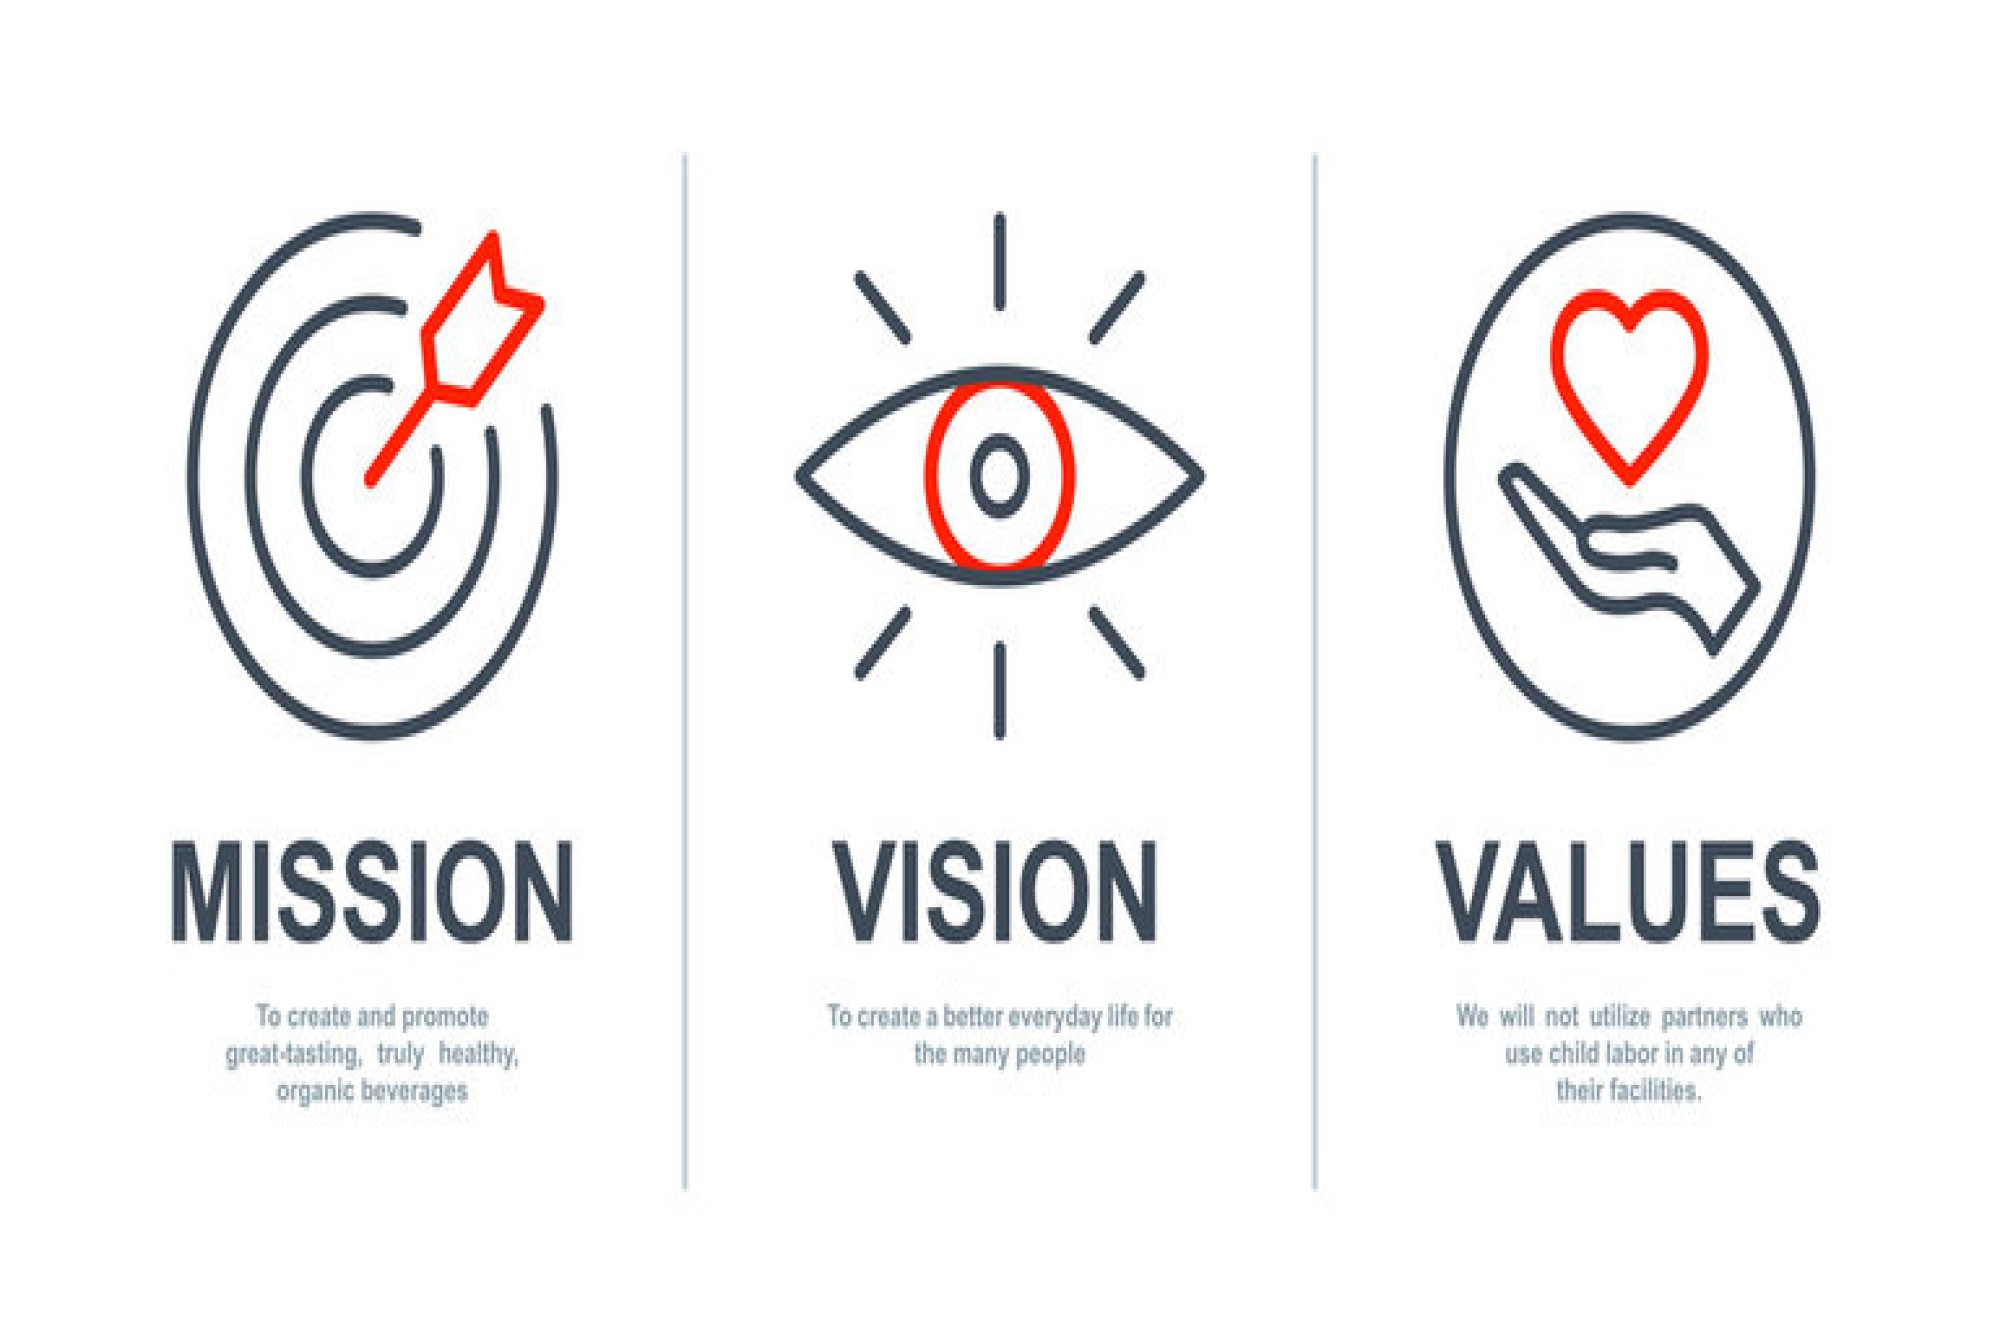 MISSION
To create and promote
great-tasting, truly healthy,
organic beverages
VISION
To create a better everyday life for
the many people
VALUES
We will not utilize partners who
use child labor in any of
their facilities.